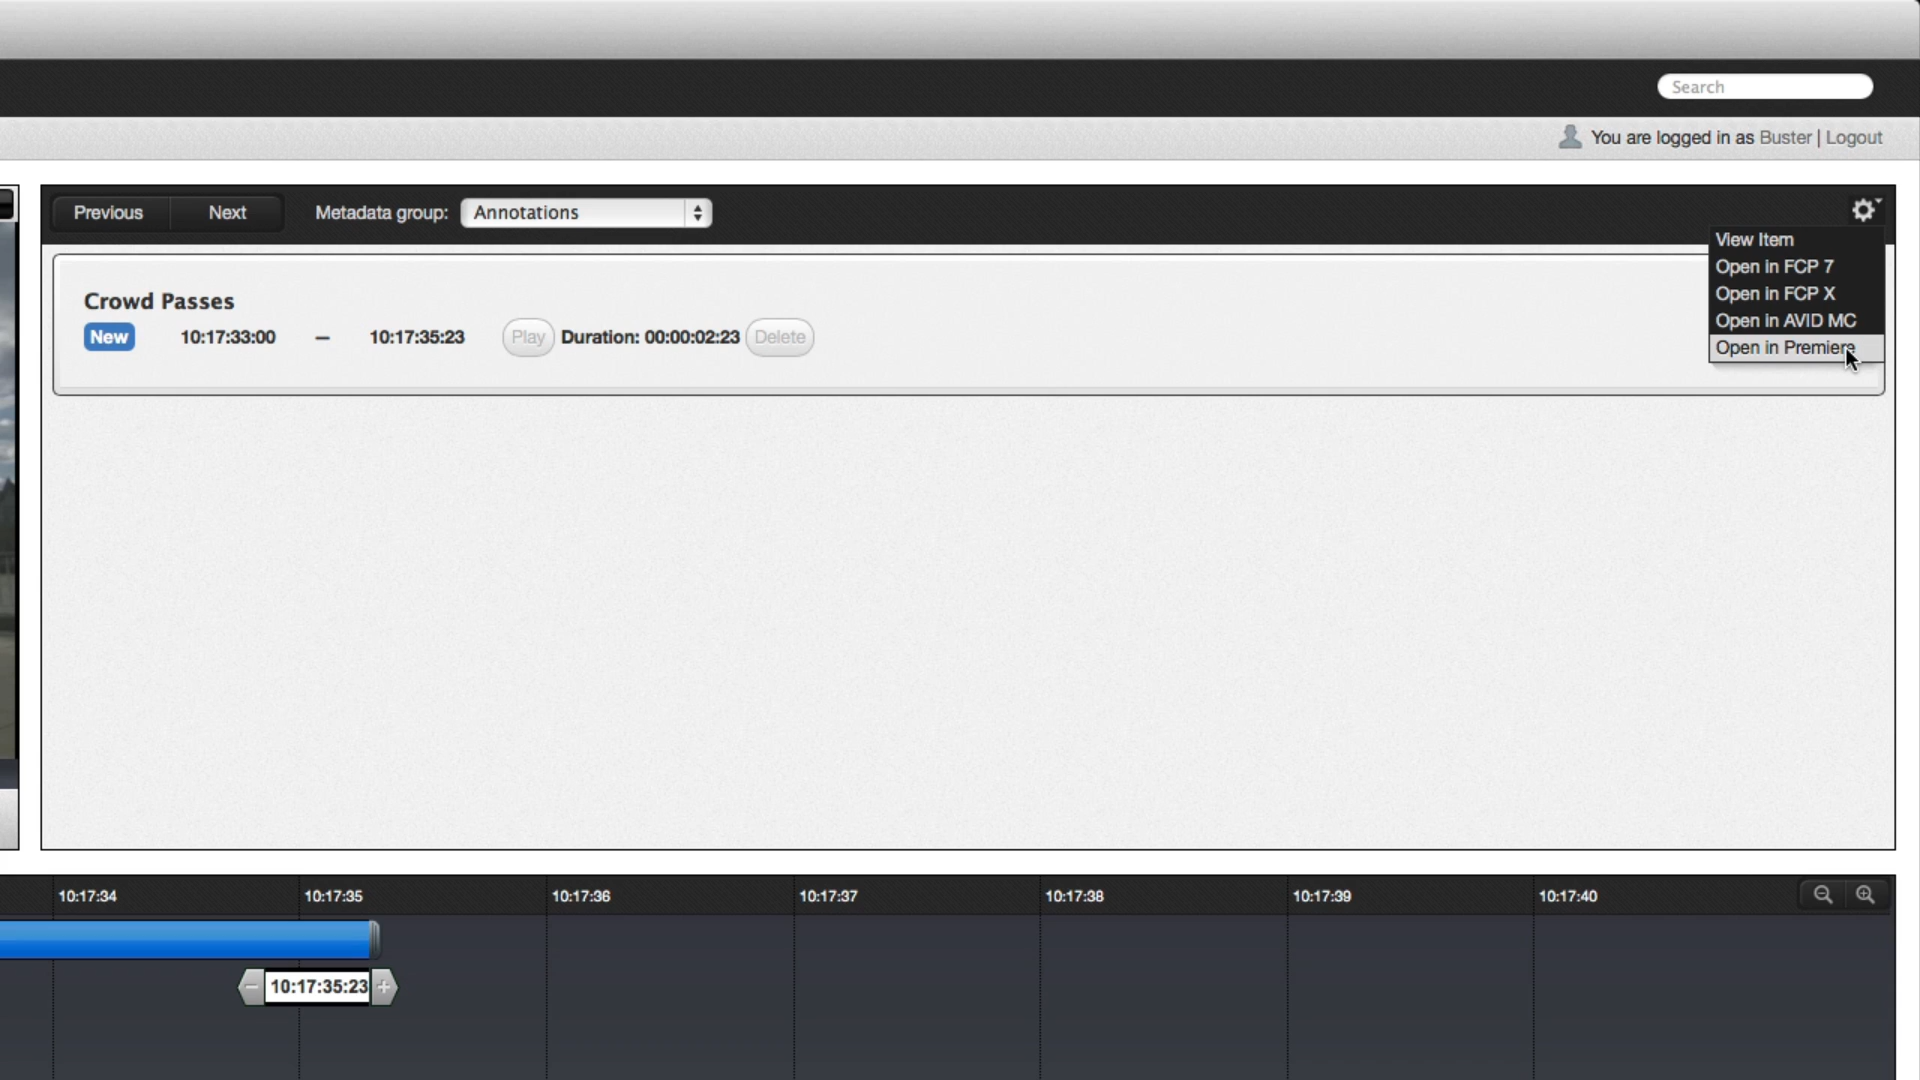 Search
You are logged in as Buster | Logout
Previous Next Metadata group: Annotations
View Item
Open in FCP 7
Open in FCP X
Open in AVID MC
Open in Premiere
Crowd Passes
New 10:17:33:00 – 10:17:35:23 Play Duration: 00:00:02:23 Delete
10:17:34 10:17:35 10:17:36 10:17:37 10:17:38 10:17:39 10:17:40
10:17:35:23